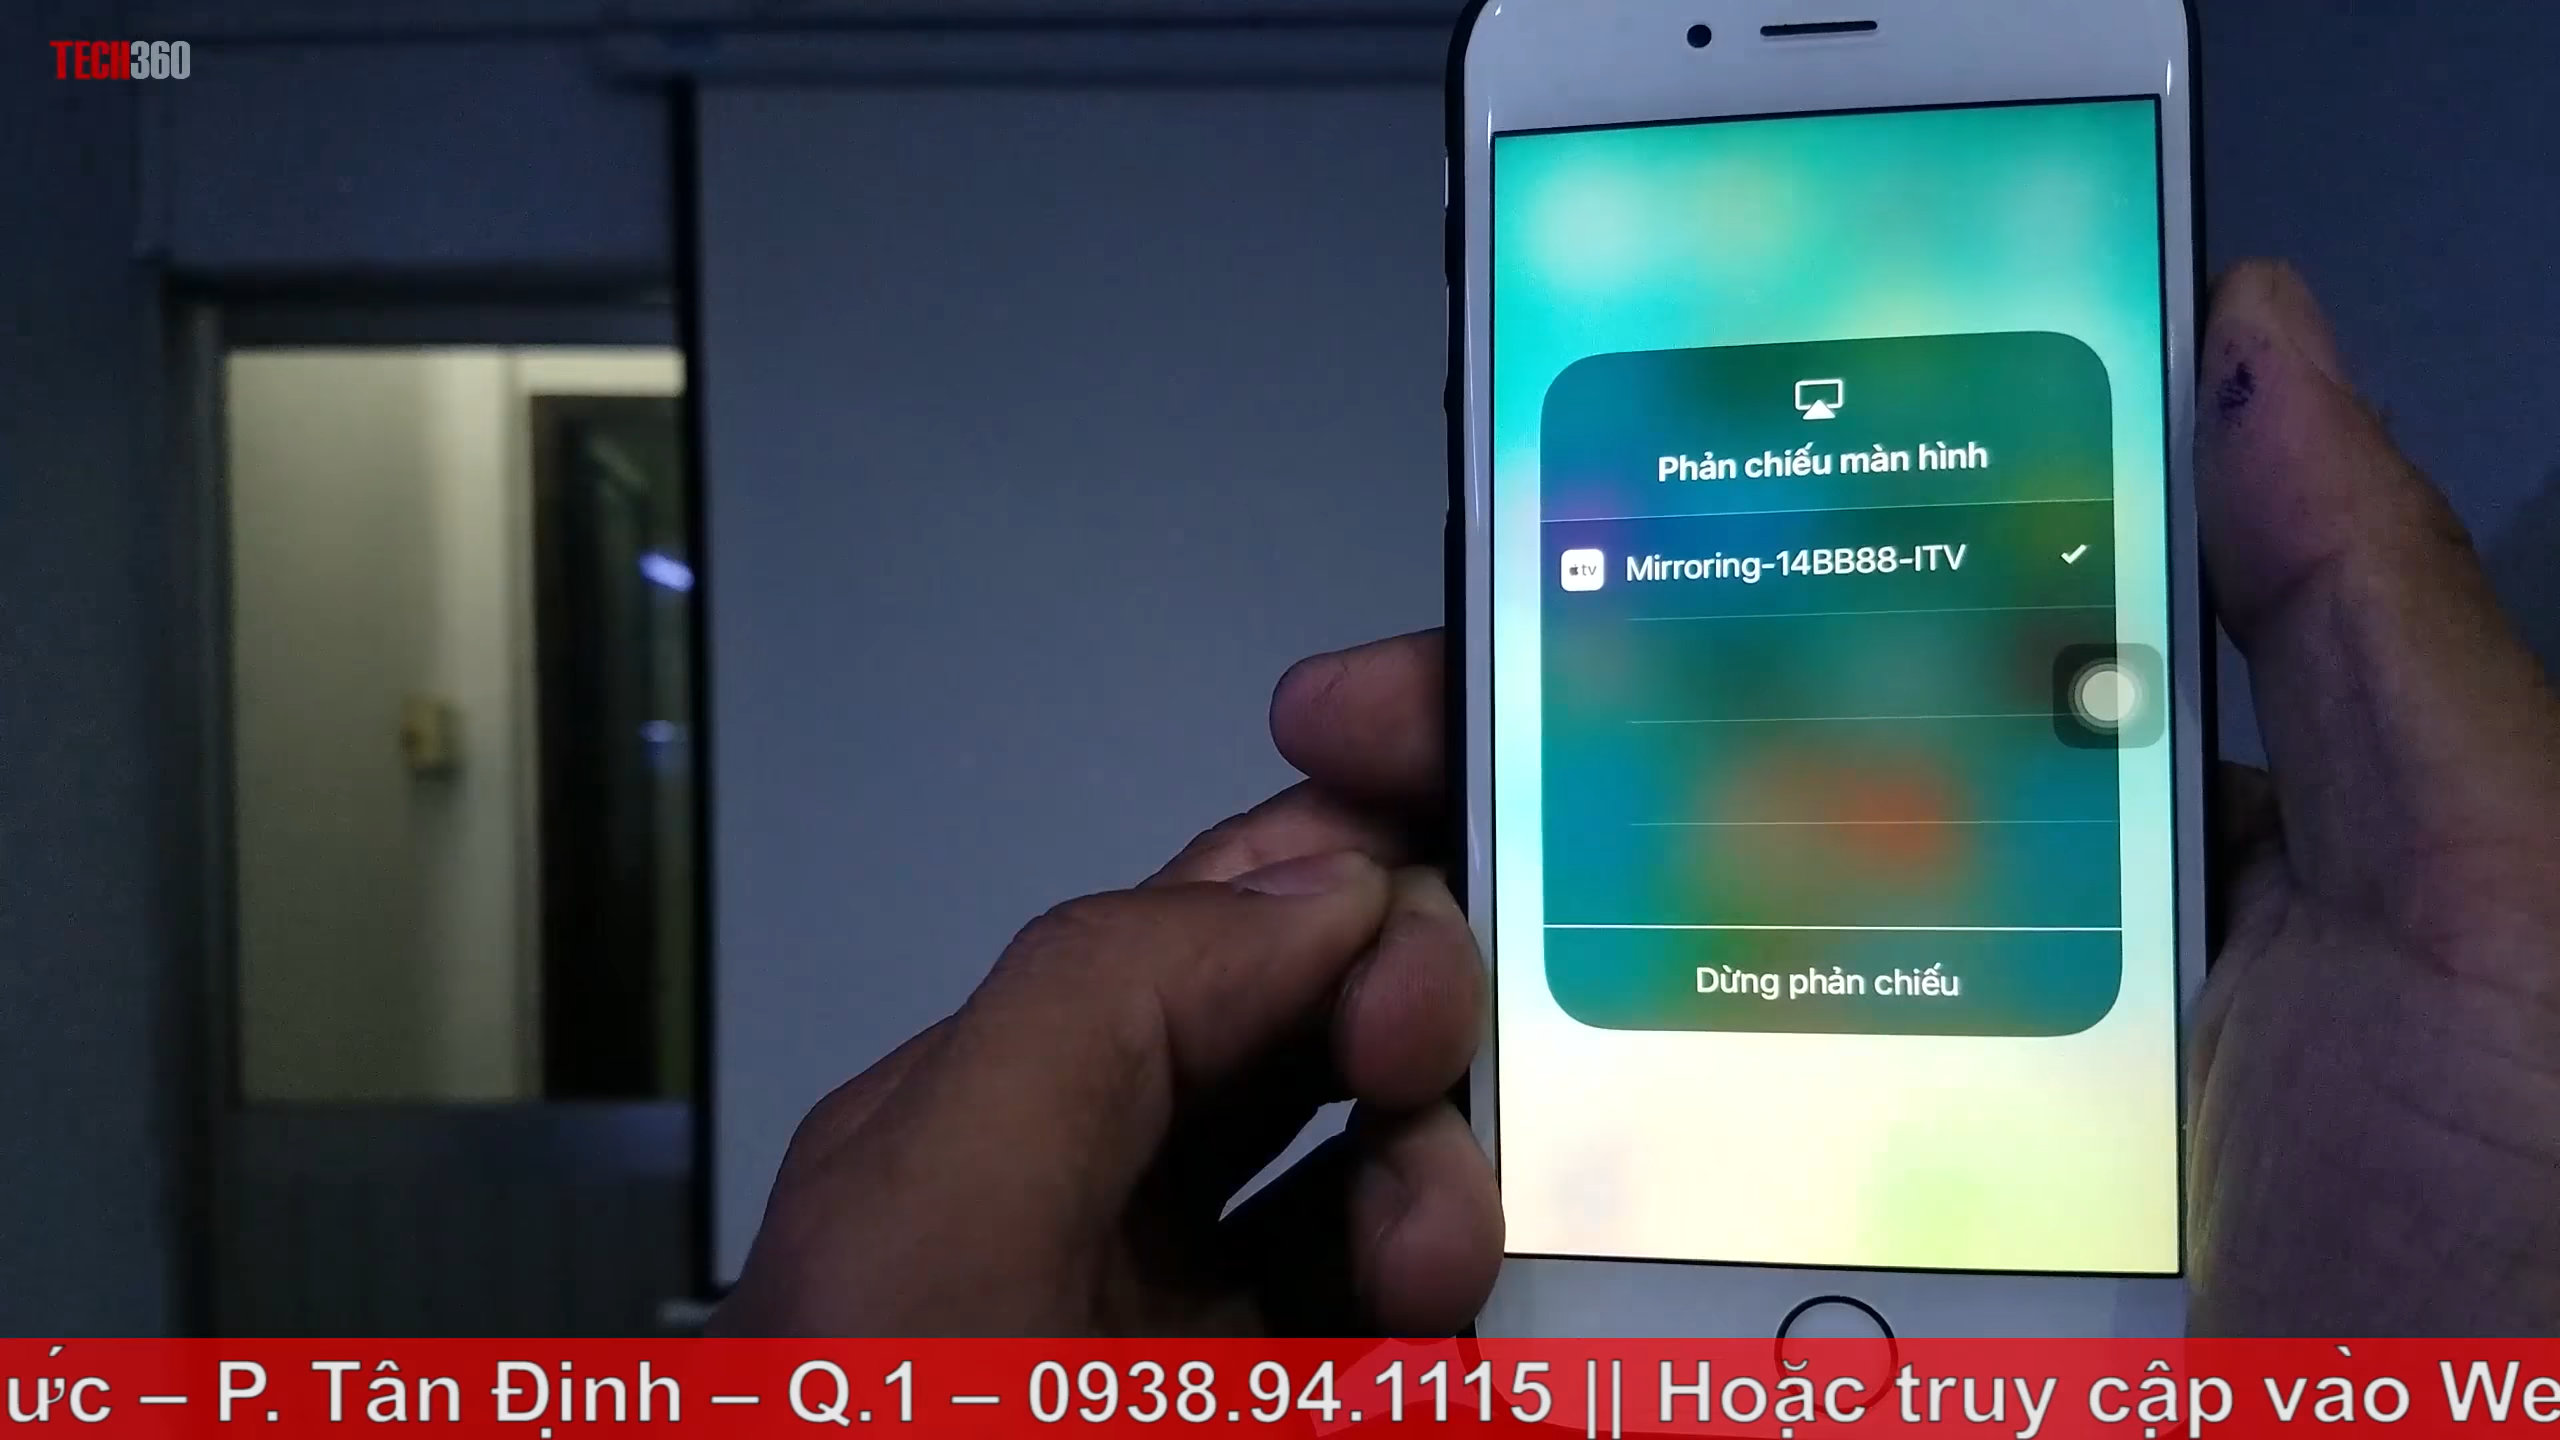 TECH360
Phản chiếu màn hình
tv
Mirroring-14BB88-ITV
Dừng phản chiếu
ức – P. Tân Định – Q.1 – 0938.94.1115 || Hoặc truy cập vào We